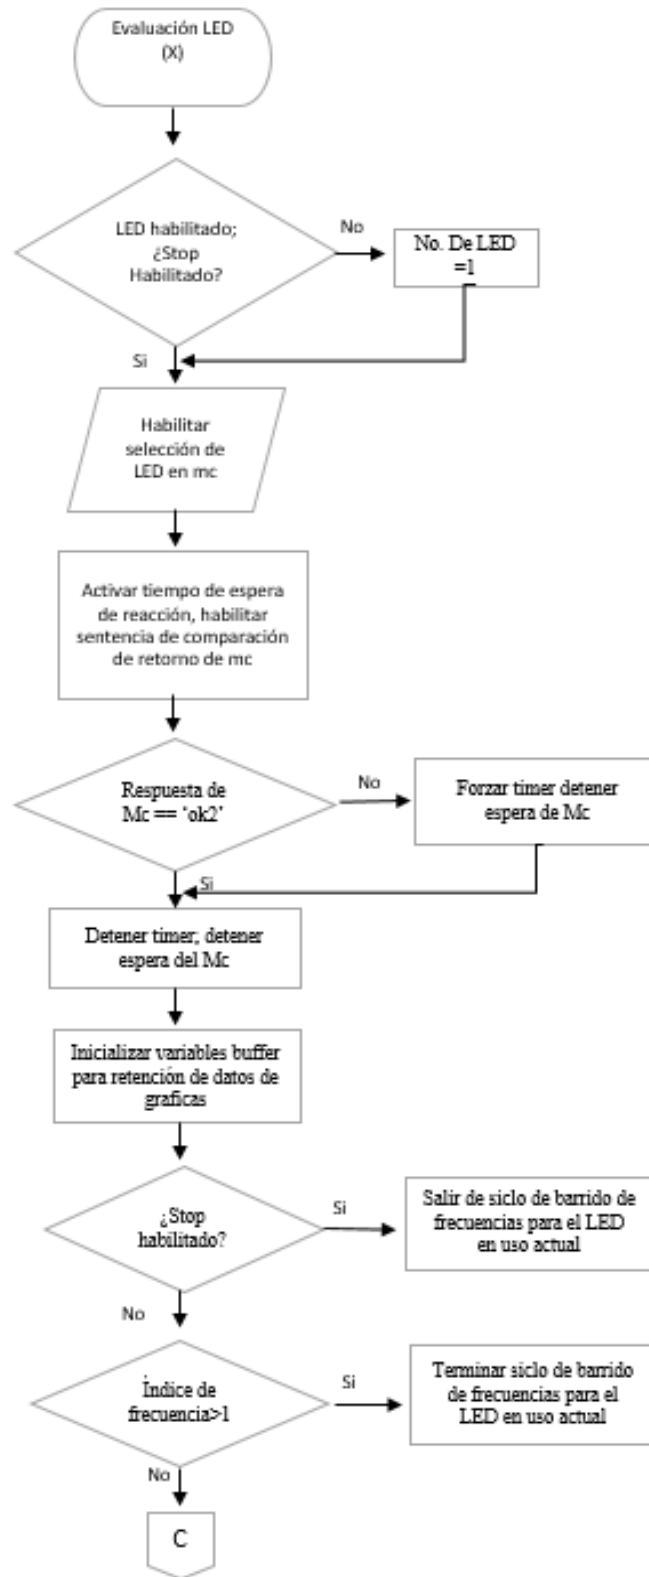 Evaluación LED
(X)
LED habilitado;
¿Stop
Habilitado?
No
No. De LED
=1
Si
Habilitar
selección de
LED en mc
Activar tiempo de espera
de reacción, habilitar
sentencia de comparación
de retorno de mc
Respuesta de
Mc == "ok2"
No
Forzar timer detener
espera de Mc
Si
Detener timer; detener
espera del Mc
Inicializar variables buffer
para retención de datos de
graficas
¿Stop
habilitado?
Si
Salir de siclo de barrido de
frecuencias para el LED
en uso actual
No
Índice de
frecuencia>1
Si
Terminar siclo de barrido
de frecuencias para el
LED en uso actual
No
C